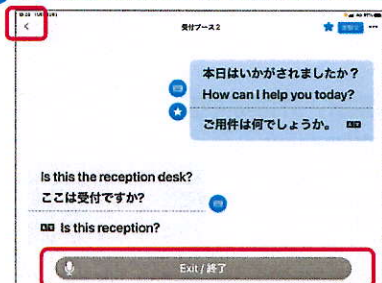 受付ブース2
本日はいかがされましたか?
How can I help you today?
ご用件は何でしょうか。
Is this the reception desk?
ここは受付ですか?
Is this reception?
Exit / 終了